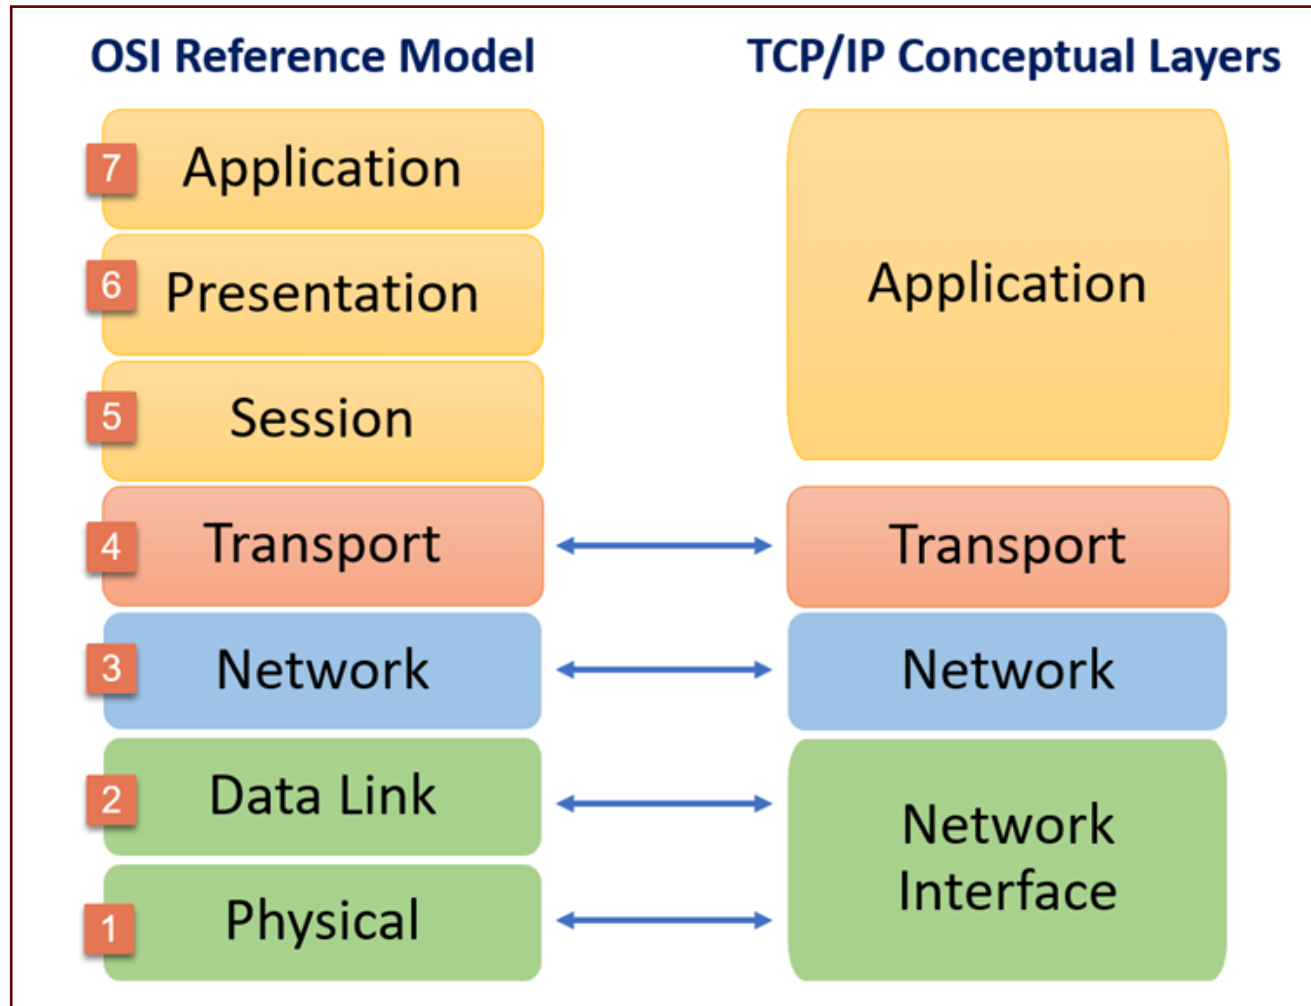 OSI Reference Model
TCP/IP Conceptual Layers
7
Application
6
Presentation
5
Session
4
Transport
3
Network
2
Data Link
1
Physical
Application
Transport
Network
Network
Interface